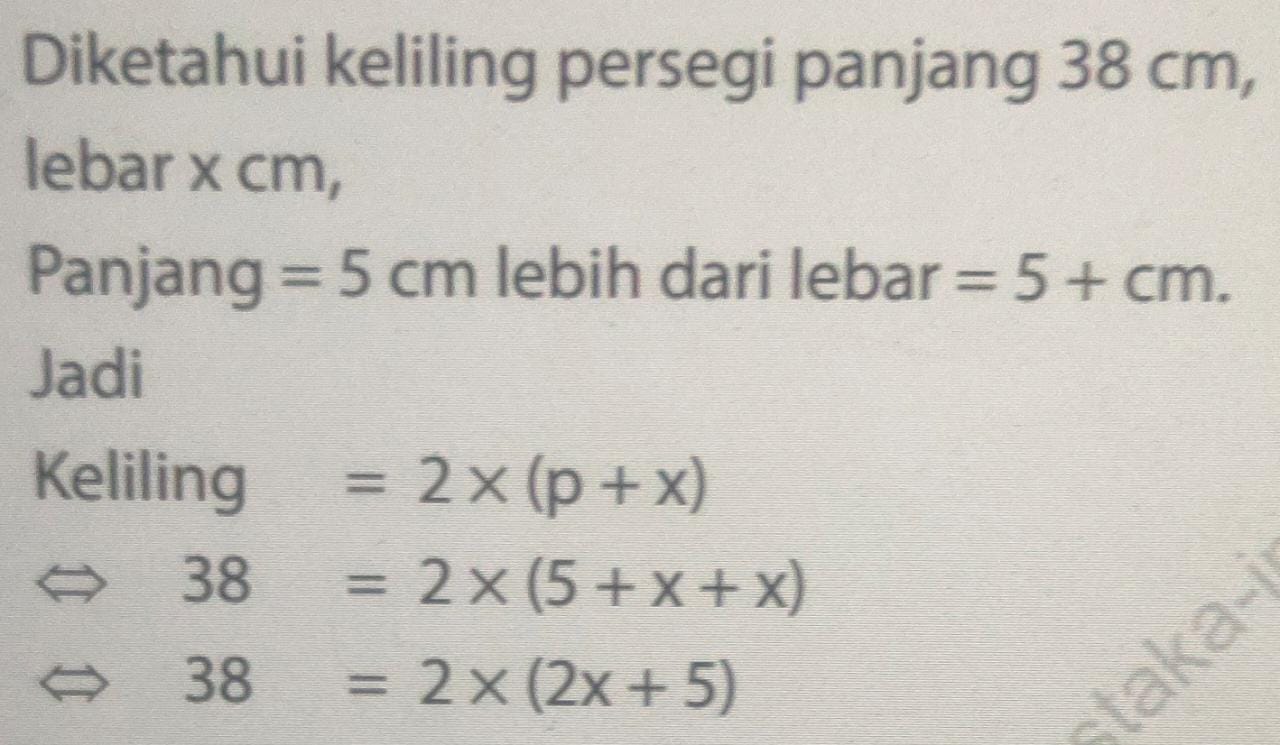 Diketahui keliling persegi panjang 38 cm,
lebar x cm,
Panjang = 5 cm lebih dari lebar = 5 + cm.
Jadi
Keliling = 2 × (p + x)
⇔ 38 = 2 × (5 + x + x)
⇔ 38 = 2 × (2x + 5)